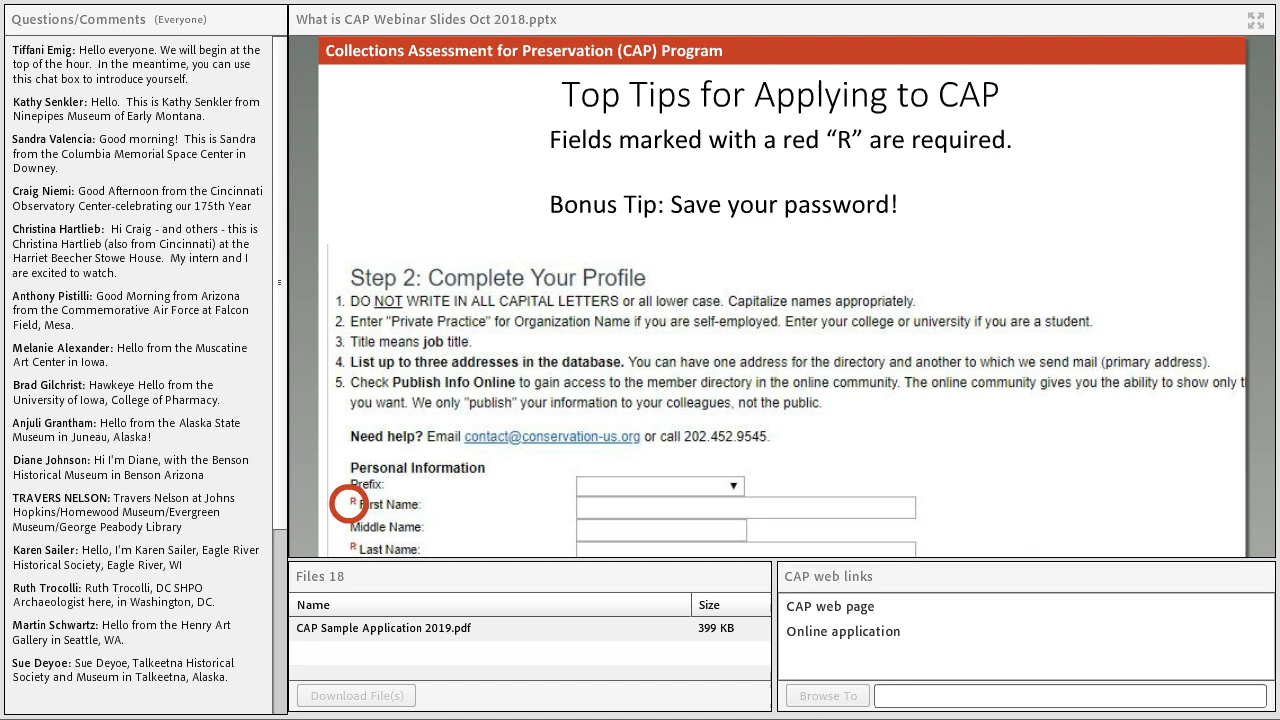 Questions/Comments (Everyone)
Tiffani Emig: Hello everyone. We will begin at the
top of the hour. In the meantime, you can use
this chat box to introduce yourself.
Kathy Senkler: Hello. This is Kathy Senkler from
Ninepipes Museum of Early Montana.
Sandra Valencia: Good morning! This is Sandra
from the Columbia Memorial Space Center in
Downey.
Craig Niemi: Good Afternoon from the Cincinnati
Observatory Center-celebrating our 175th Year
Christina Hartlieb: Hi Craig - and others - this is
Christina Hartlieb (also from Cincinnati) at the
Harriet Beecher Stowe House. My intern and I
are excited to watch.
Anthony Pistilli: Good Morning from Arizona
from the Commemorative Air Force at Falcon
Field, Mesa.
Melanie Alexander: Hello from the Muscatine
Art Center in Iowa.
Brad Gilchrist: Hawkeye Hello from the
University of Iowa, College of Pharmacy.
Anjuli Grantham: Hello from the Alaska State
Museum in Juneau, Alaska!
Diane Johnson: Hi I'm Diane, with the Benson
Historical Museum in Benson Arizona
TRAVERS NELSON: Travers Nelson at Johns
Hopkins/Homewood Museum/Evergreen
Museum/George Peabody Library
Karen Sailer: Hello, I'm Karen Sailer, Eagle River
Historical Society, Eagle River, WI
Ruth Trocolli: Ruth Trocolli, DC SHPO
Archaeologist here, in Washington, DC.
Martin Schwartz: Hello from the Henry Art
Gallery in Seattle, WA.
Sue Deyoe: Sue Deyoe, Talkeetna Historical
Society and Museum in Talkeetna, Alaska.
What is CAP Webinar Slides Oct 2018.pptx
Collections Assessment for Preservation (CAP) Program
Top Tips for Applying to CAP
Fields marked with a red “R” are required.
Bonus Tip: Save your password!
Step 2: Complete Your Profile
1. DO NOT WRITE IN ALL CAPITAL LETTERS or all lower case. Capitalize names appropriately.
2. Enter "Private Practice" for Organization Name if you are self-employed. Enter your college or university if you are a student.
3. Title means job title.
4. List up to three addresses in the database. You can have one address for the directory and another to which we send mail (primary address).
5. Check Publish Info Online to gain access to the member directory in the online community. The online community gives you the ability to show only t
you want. We only "publish" your information to your colleagues, not the public.
Need help? Email contact@conservation-us.org or call 202.452.9545.
Personal Information
Prefix:
R First Name:
Middle Name:
R Last Name:
Files 18
Name Size
CAP Sample Application 2019.pdf 399 KB
Download File(s)
CAP web links
CAP web page
Online application
Browse To